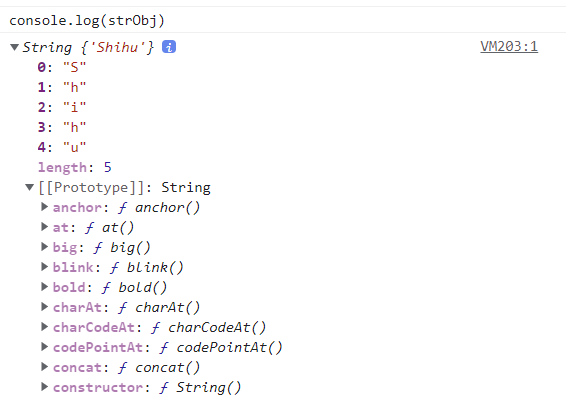 console.log(strObj)
String {'Shihu'} i VM203:1
0: "S"
1: "h"
2: "i"
3: "h"
4: "u"
length: 5
[[Prototype]]: String
anchor: ƒ anchor()
at: ƒ at()
big: ƒ big()
blink: ƒ blink()
bold: ƒ bold()
charAt: ƒ charAt()
charCodeAt: ƒ charCodeAt()
codePointAt: ƒ codePointAt()
concat: ƒ concat()
constructor: ƒ String()